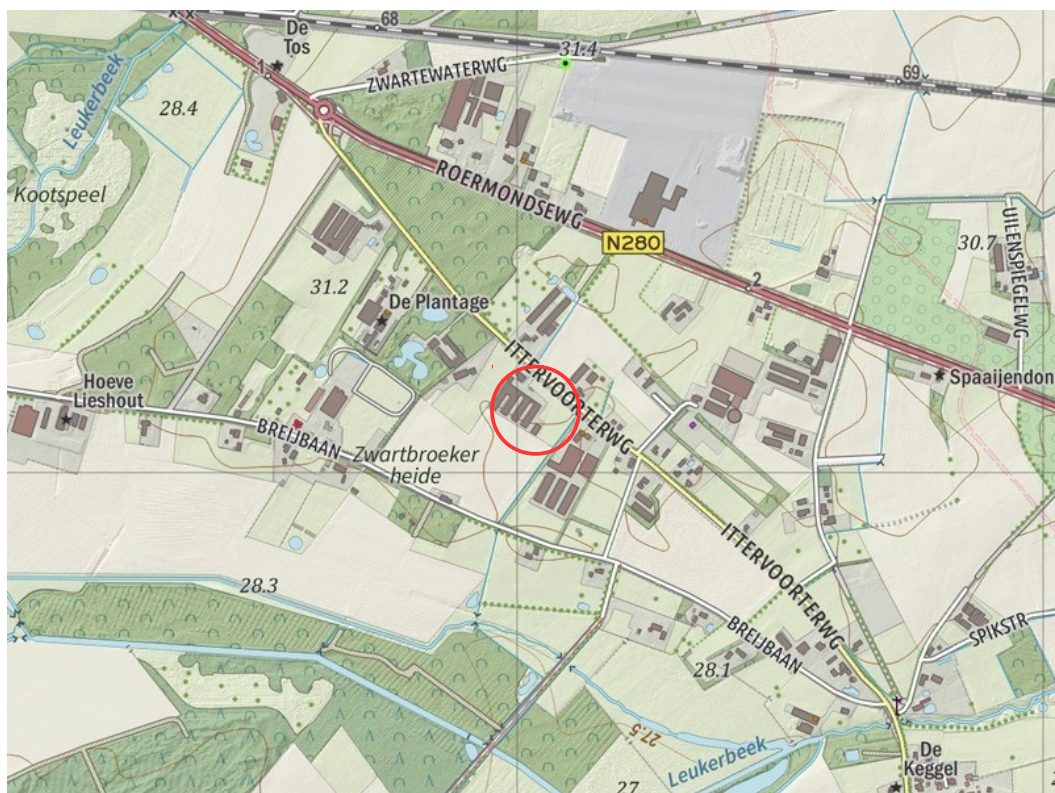 De
Tos
68
31.4
ZWARTEWATERWG
69
1
Leukerbeek
28.4
ROERMONDSEWG
Kootspeel
N280
UILENSPIEGELWG
30.7
31.2
2
De Plantage
ITTERVOORTERWG
Hoeve
Lieshout
Spaaijendonk
BREIJBAAN
Zwartbroeker
heide
ITTERVOORTERWG
28.3
BREIJBAAN
SPIKSTR
28.1
27.5
Leukerbeek
De
Keggel
27